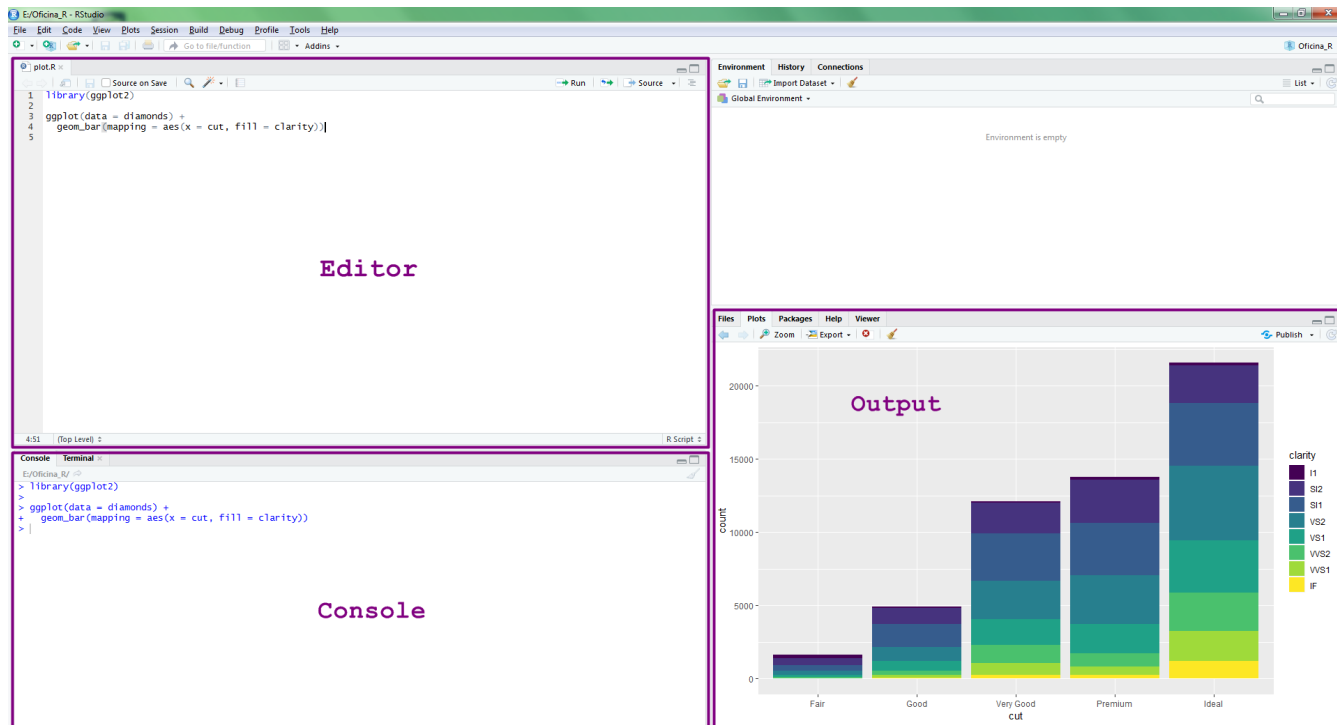 E:/Oficina_R - RStudio
File Edit Code View Plots Session Build Debug Profile Tools Help
Go to file/function Addins
Oficina_R
plot.R
Source on Save Run Source
1 library(ggplot2)
2
3 ggplot(data = diamonds) +
4 geom_bar(mapping = aes(x = cut, fill = clarity))
5
Editor
4:51 (Top Level) R Script
Console Terminal
E:/Oficina_R/
> library(ggplot2)
>
> ggplot(data = diamonds) +
+ geom_bar(mapping = aes(x = cut, fill = clarity))
>
Console
Environment History Connections
Import Dataset List
Global Environment
Environment is empty
Files Plots Packages Help Viewer
Zoom Export Publish
Output
20000
15000
10000
5000
0
count
Fair Good Very Good Premium Ideal
cut
clarity
I1
SI2
SI1
VS2
VS1
VVS2
VVS1
IF